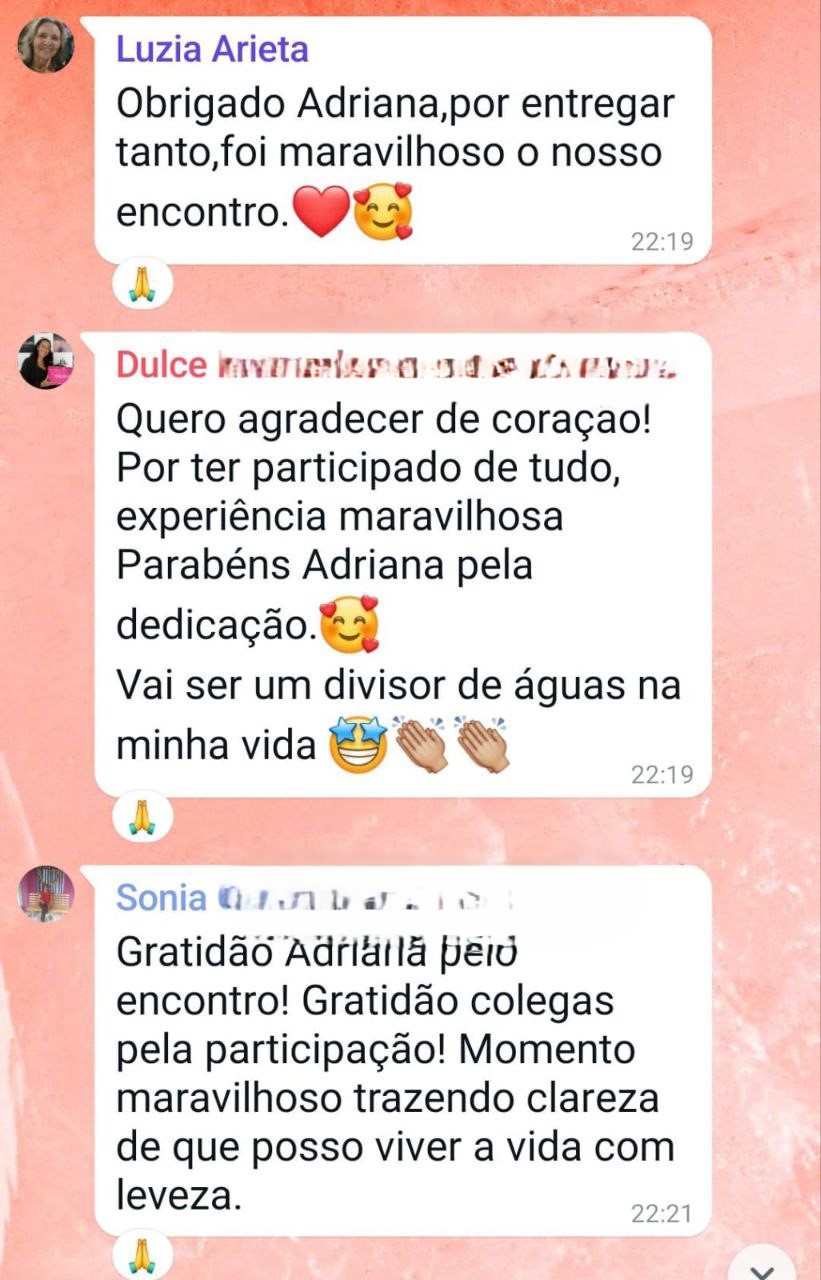 Luzia Arieta
Obrigado Adriana,por entregar
tanto,foi maravilhoso o nosso
encontro.❤️🥰
22:19
🙏
Dulce
Quero agradecer de coraçao!
Por ter participado de tudo,
experiência maravilhosa
Parabéns Adriana pela
dedicação.🥰
Vai ser um divisor de águas na
minha vida 🤩👏🏽👏🏽
22:19
🙏
Sonia
Gratidão Adriana pelo
encontro! Gratidão colegas
pela participação! Momento
maravilhoso trazendo clareza
de que posso viver a vida com
leveza.
22:21
🙏